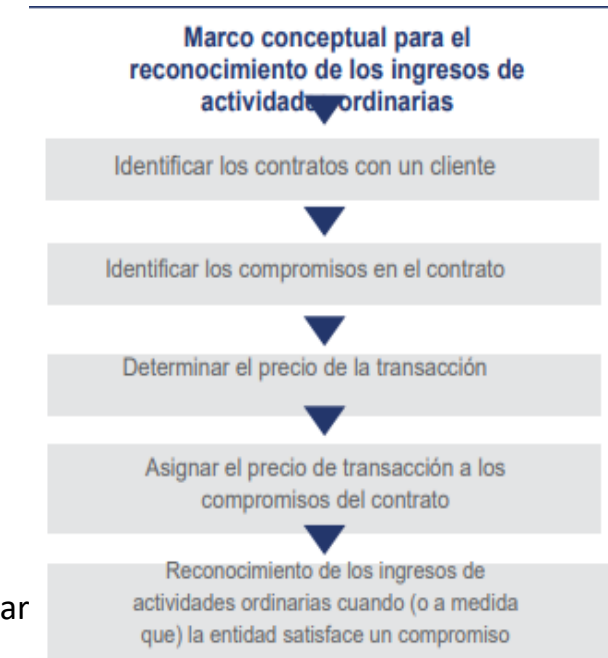 Marco conceptual para el
reconocimiento de los ingresos de
actividades ordinarias
Identificar los contratos con un cliente
Identificar los compromisos en el contrato
Determinar el precio de la transacción
Asignar el precio de transacción a los
compromisos del contrato
Reconocimiento de los ingresos de
ar
actividades ordinarias cuando (o a medida
que) la entidad satisface un compromiso